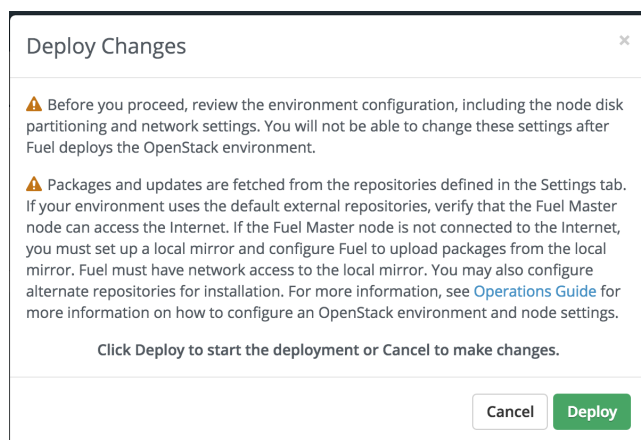 Deploy Changes
×
Before you proceed, review the environment configuration, including the node disk
partitioning and network settings. You will not be able to change these settings after
Fuel deploys the OpenStack environment.
Packages and updates are fetched from the repositories defined in the Settings tab.
If your environment uses the default external repositories, verify that the Fuel Master
node can access the Internet. If the Fuel Master node is not connected to the Internet,
you must set up a local mirror and configure Fuel to upload packages from the local
mirror. Fuel must have network access to the local mirror. You may also configure
alternate repositories for installation. For more information, see Operations Guide for
more information on how to configure an OpenStack environment and node settings.
Click Deploy to start the deployment or Cancel to make changes.
Cancel Deploy